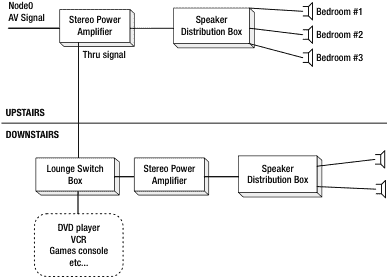 Node0
AV Signal
Stereo Power
Amplifier
Speaker
Distribution Box
Bedroom #1
Bedroom #2
Bedroom #3
Thru signal
UPSTAIRS
DOWNSTAIRS
Lounge Switch
Box
Stereo Power
Amplifier
Speaker
Distribution Box
DVD player
VCR
Games console
etc...